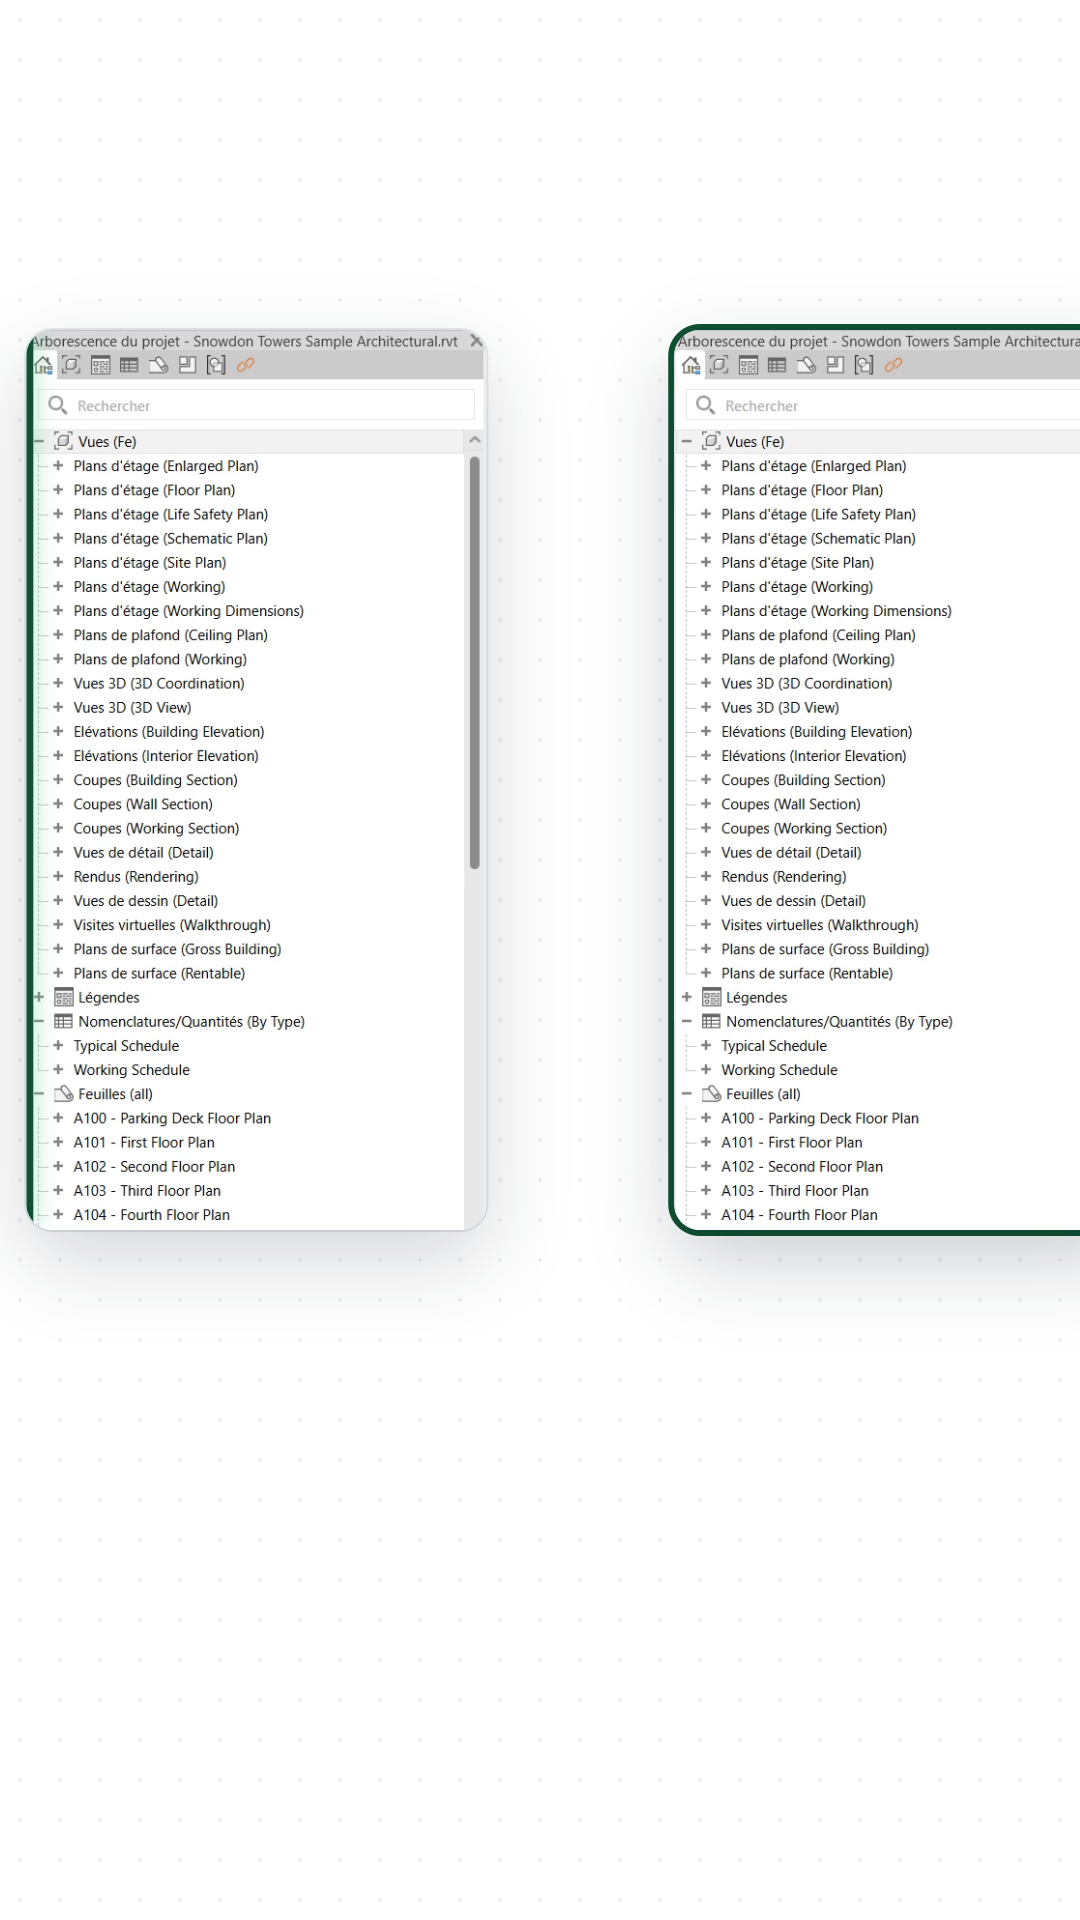 Arborescence du projet - Snowdon Towers Sample Architectural.rvt
Rechercher
Vues (Fe)
Plans d'étage (Enlarged Plan)
Plans d'étage (Floor Plan)
Plans d'étage (Life Safety Plan)
Plans d'étage (Schematic Plan)
Plans d'étage (Site Plan)
Plans d'étage (Working)
Plans d'étage (Working Dimensions)
Plans de plafond (Ceiling Plan)
Plans de plafond (Working)
Vues 3D (3D Coordination)
Vues 3D (3D View)
Elévations (Building Elevation)
Elévations (Interior Elevation)
Coupes (Building Section)
Coupes (Wall Section)
Coupes (Working Section)
Vues de détail (Detail)
Rendus (Rendering)
Vues de dessin (Detail)
Visites virtuelles (Walkthrough)
Plans de surface (Gross Building)
Plans de surface (Rentable)
Légendes
Nomenclatures/Quantités (By Type)
Typical Schedule
Working Schedule
Feuilles (all)
A100 - Parking Deck Floor Plan
A101 - First Floor Plan
A102 - Second Floor Plan
A103 - Third Floor Plan
A104 - Fourth Floor Plan
Arborescence du projet - Snowdon Towers Sample Architectura
Rechercher
Vues (Fe)
Plans d'étage (Enlarged Plan)
Plans d'étage (Floor Plan)
Plans d'étage (Life Safety Plan)
Plans d'étage (Schematic Plan)
Plans d'étage (Site Plan)
Plans d'étage (Working)
Plans d'étage (Working Dimensions)
Plans de plafond (Ceiling Plan)
Plans de plafond (Working)
Vues 3D (3D Coordination)
Vues 3D (3D View)
Elévations (Building Elevation)
Elévations (Interior Elevation)
Coupes (Building Section)
Coupes (Wall Section)
Coupes (Working Section)
Vues de détail (Detail)
Rendus (Rendering)
Vues de dessin (Detail)
Visites virtuelles (Walkthrough)
Plans de surface (Gross Building)
Plans de surface (Rentable)
Légendes
Nomenclatures/Quantités (By Type)
Typical Schedule
Working Schedule
Feuilles (all)
A100 - Parking Deck Floor Plan
A101 - First Floor Plan
A102 - Second Floor Plan
A103 - Third Floor Plan
A104 - Fourth Floor Plan